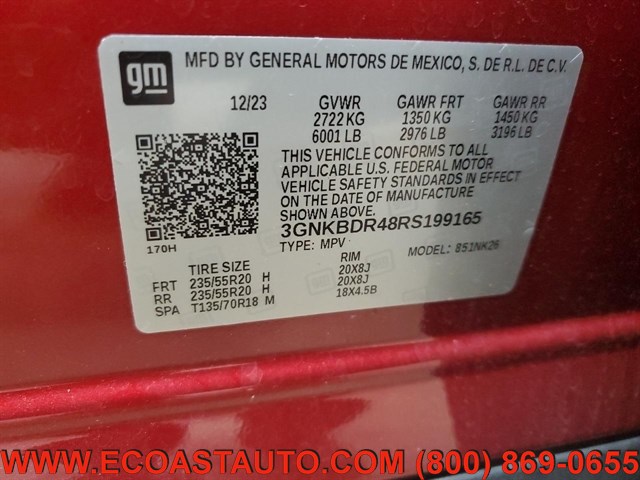 gm
MFD BY GENERAL MOTORS DE MEXICO, S. DE R.L. DE C.V.
12/23 GVWR GAWR FRT GAWR RR
2722 KG 1350 KG 1450 KG
6001 LB 2976 LB 3196 LB
THIS VEHICLE CONFORMS TO ALL
APPLICABLE U.S. FEDERAL MOTOR
VEHICLE SAFETY STANDARDS IN EFFECT
ON THE DATE OF MANUFACTURE
SHOWN ABOVE.
3GNKBDR48RS199165
170H TYPE: MPV MODEL: 851NK26
TIRE SIZE RIM
FRT 235/55R20 H 20X8J
RR 235/55R20 H 20X8J
SPA T135/70R18 M 18X4.5B
WWW.ECOASTAUTO.COM (800) 869-0655